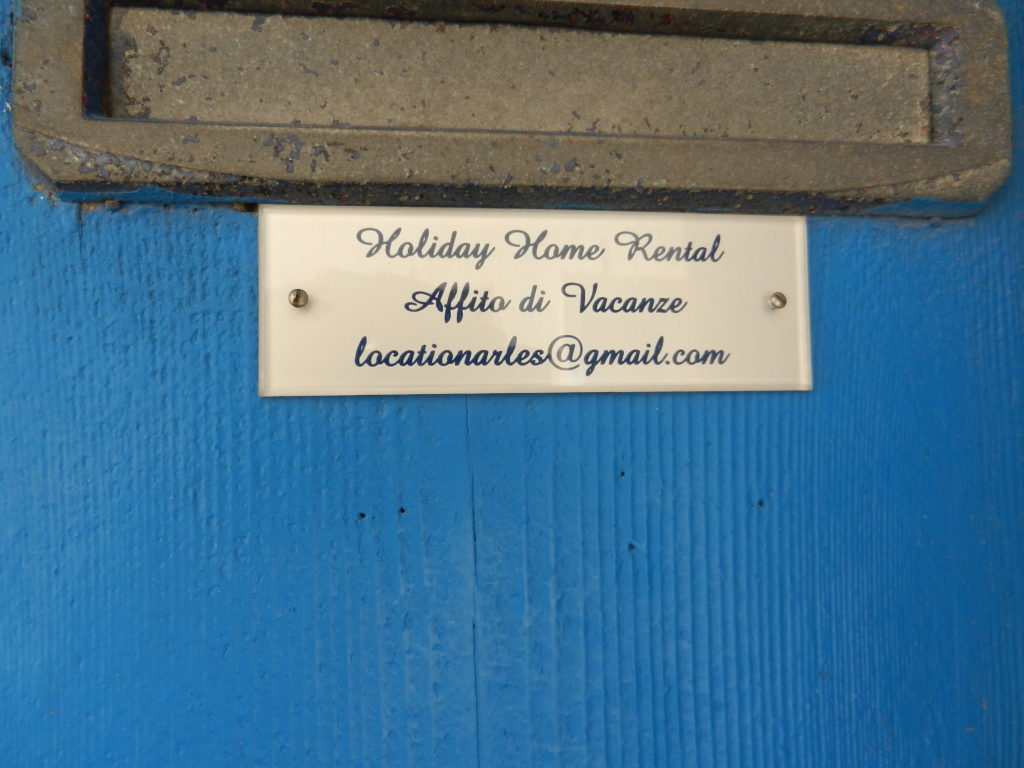 Holiday Home Rental
Affito di Vacanze
locationarles@gmail.com